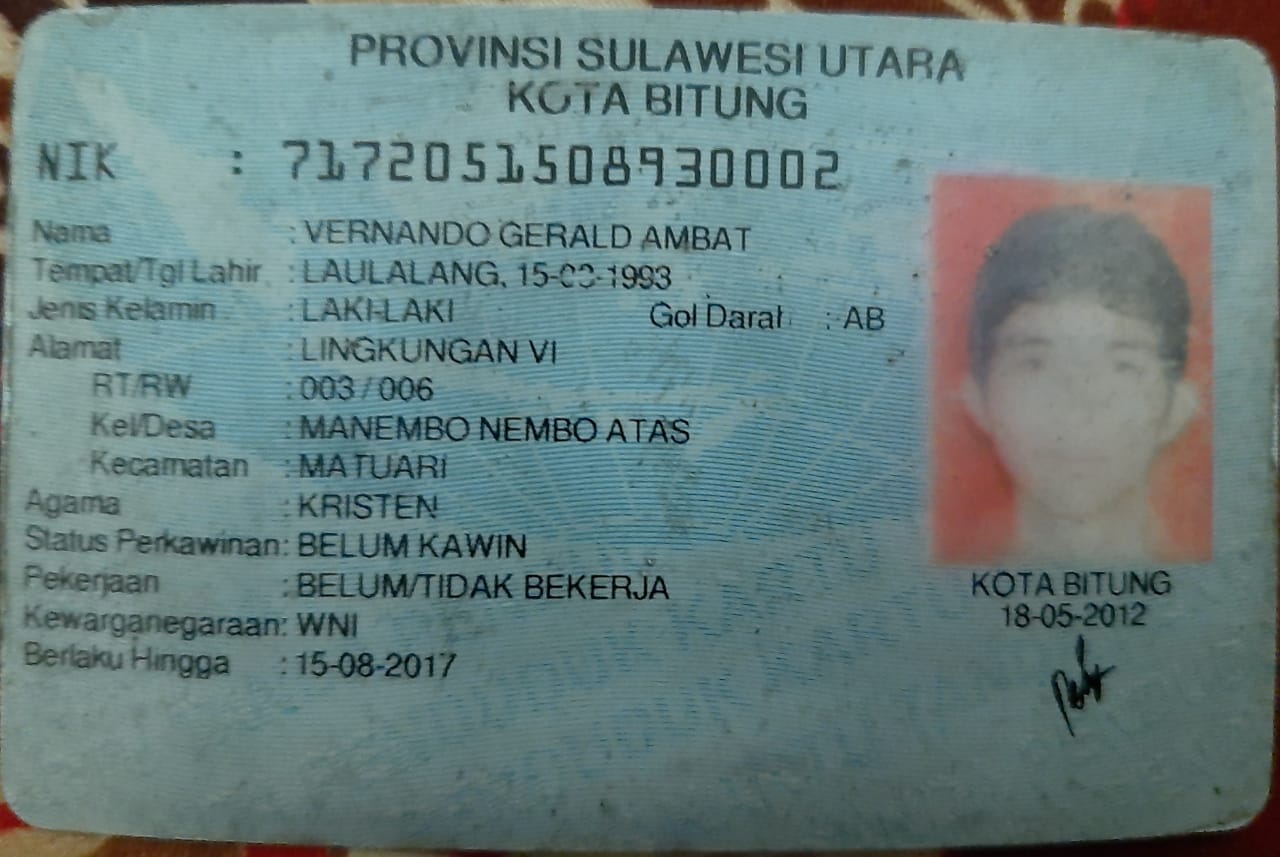 PROVINSI SULAWESI UTARA
KOTA BITUNG
NIK : 7172051508930002
Nama : VERNANDO GERALD AMBAT
Tempat/Tgl Lahir : LAULALANG, 15-08-1993
Jenis Kelamin : LAKI-LAKI Gol Darah : AB
Alamat : LINGKUNGAN VI
RT/RW : 003 / 006
Kel/Desa : MANEMBO NEMBO ATAS
Kecamatan : MATUARI
Agama : KRISTEN
Status Perkawinan: BELUM KAWIN
Pekerjaan : BELUM/TIDAK BEKERJA
Kewarganegaraan: WNI
Berlaku Hingga : 15-08-2017
KOTA BITUNG
18-05-2012